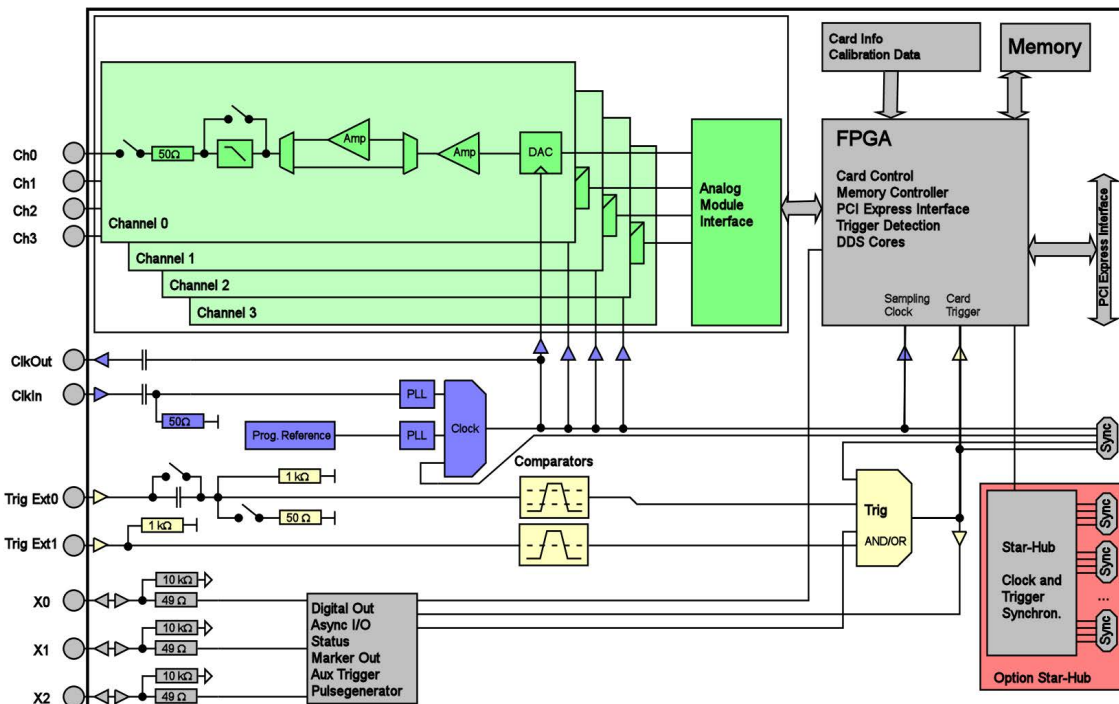 Card Info
Calibration Data
Memory
Ch0
Ch1
Ch2
Ch3
50Ω
Amp
Amp
DAC
Channel 0
Channel 1
Channel 2
Channel 3
Analog
Module
Interface
FPGA
Card Control
Memory Controller
PCI Express Interface
Trigger Detection
DDS Cores
Sampling
Clock
Card
Trigger
PCI Express Interface
ClkOut
ClkIn
50Ω
PLL
Prog. Reference
PLL
Clock
Sync
Trig Ext0
1 kΩ
50 Ω
Trig Ext1
1 kΩ
Comparators
Trig
AND/OR
X0
10 kΩ
49 Ω
X1
10 kΩ
49 Ω
X2
10 kΩ
49 Ω
Digital Out
Async I/O
Status
Marker Out
Aux Trigger
Pulsegenerator
Star-Hub
Clock and
Trigger
Synchron.
Sync
Sync
...
Sync
Option Star-Hub